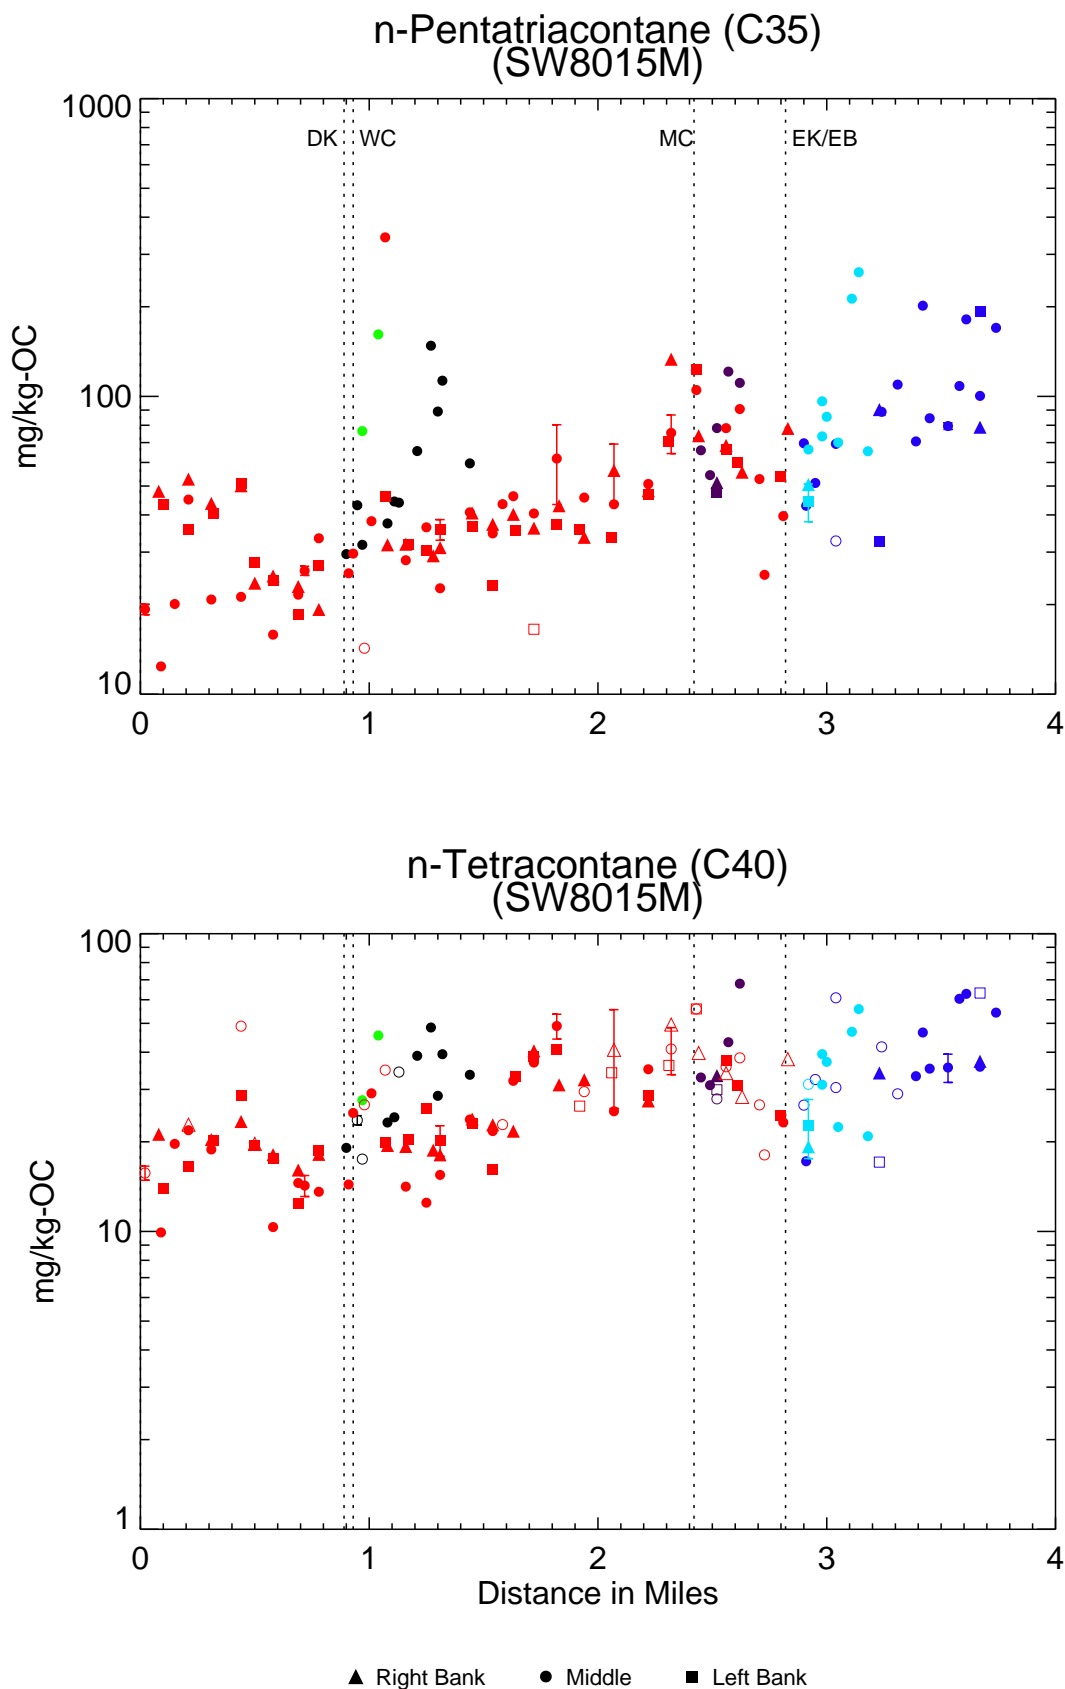 n-Pentatriacontane (C35)
(SW8015M)
1000
DK WC MC EK/EB
mg/kg-OC
100
10
0 1 2 3 4
n-Tetracontane (C40)
(SW8015M)
100
mg/kg-OC
10
1
0 1 2 3 4
Distance in Miles
Right Bank Middle Left Bank